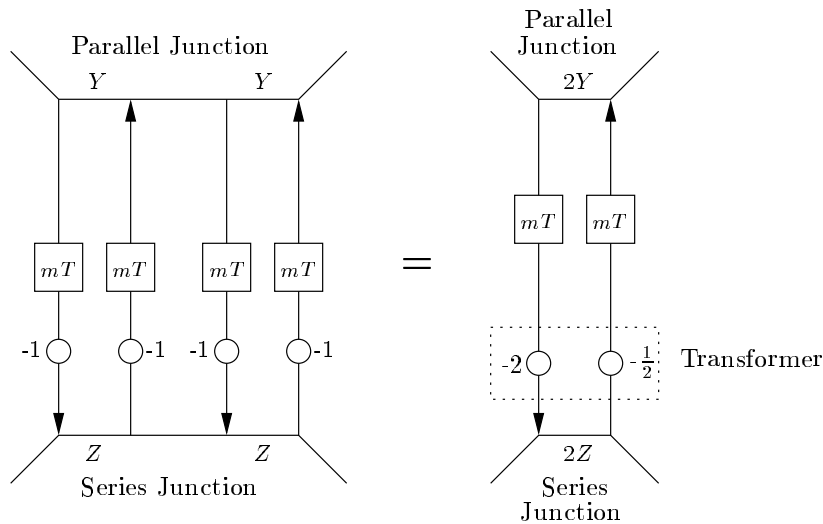 Parallel Junction
Y Y
mT mT mT mT
-1 -1 -1 -1
Z Z
Series Junction
=
Parallel
Junction
2Y
mT mT
-2 -1/2
Transformer
2Z
Series
Junction